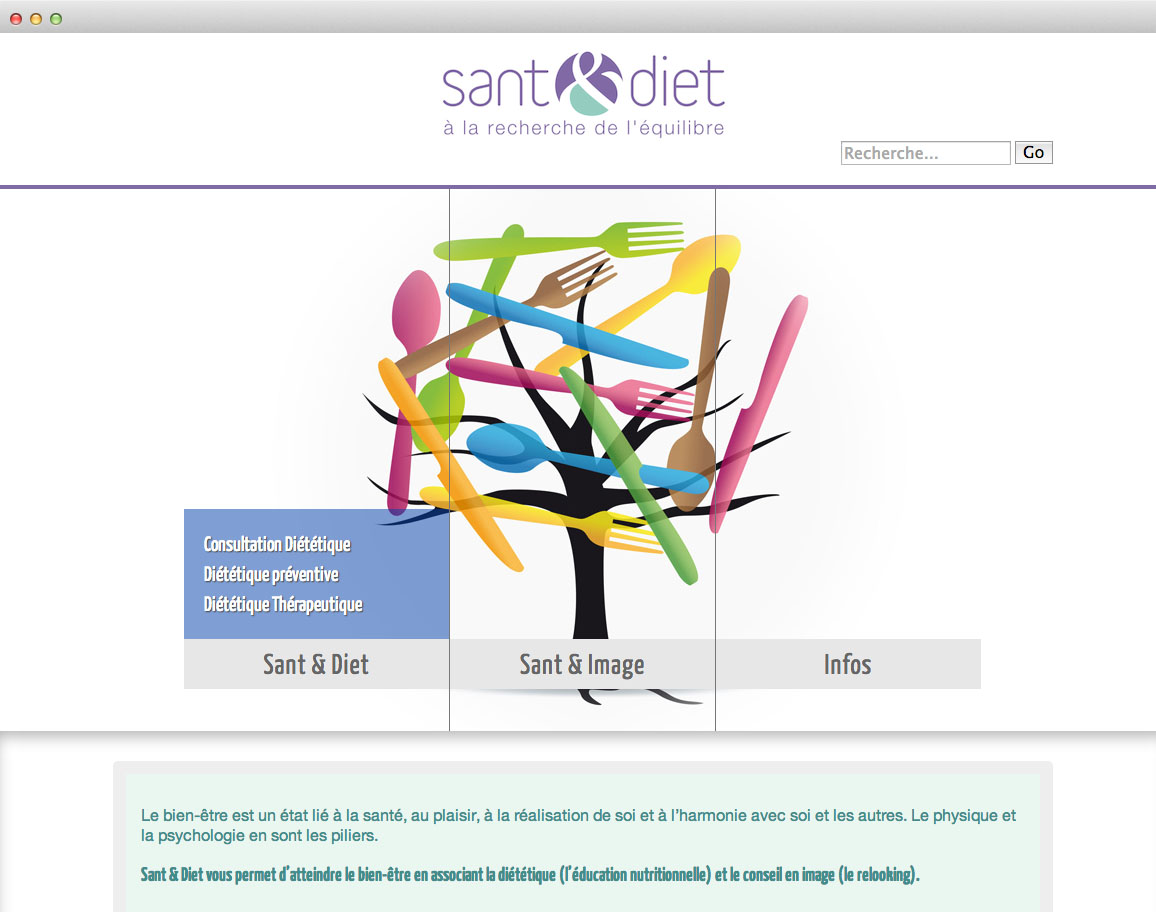 sant&diet
à la recherche de l'équilibre
Recherche...
Go
Consultation Diététique
Diététique préventive
Diététique Thérapeutique
Sant & Diet
Sant & Image
Infos
Le bien-être est un état lié à la santé, au plaisir, à la réalisation de soi et à l’harmonie avec soi et les autres. Le physique et
la psychologie en sont les piliers.
Sant & Diet vous permet d’atteindre le bien-être en associant la diététique (l’éducation nutritionnelle) et le conseil en image (le relooking).